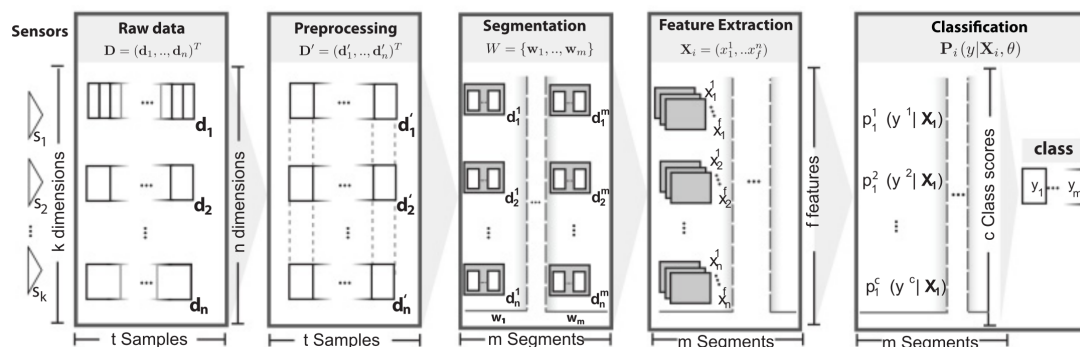 Sensors
S1
S2
...
Sk
k dimensions
Raw data
D = (d1, .., dn)^T
...
d1
...
d2
...
...
dn
t Samples
n dimensions
Preprocessing
D′ = (d′1, .., d′n)^T
...
d′1
...
d′2
...
...
d′n
t Samples
Segmentation
W = {w1, .., wm}
d1^1
d1^m
d2^1
...
d2^m
dn^1
dn^m
w1
wm
m Segments
Feature Extraction
Xi = (x1^1, ..xf^n)
x1^1
x1^f
x2^1
x2^f
...
...
xn^1
xn^f
m Segments
f features
Classification
Pi(y|Xi, θ)
p1^1 (y^1| X1)
p1^2 (y^2| X1)
...
...
p1^c (y^c| X1)
m Segments
c Class scores
class
y1 ... ym